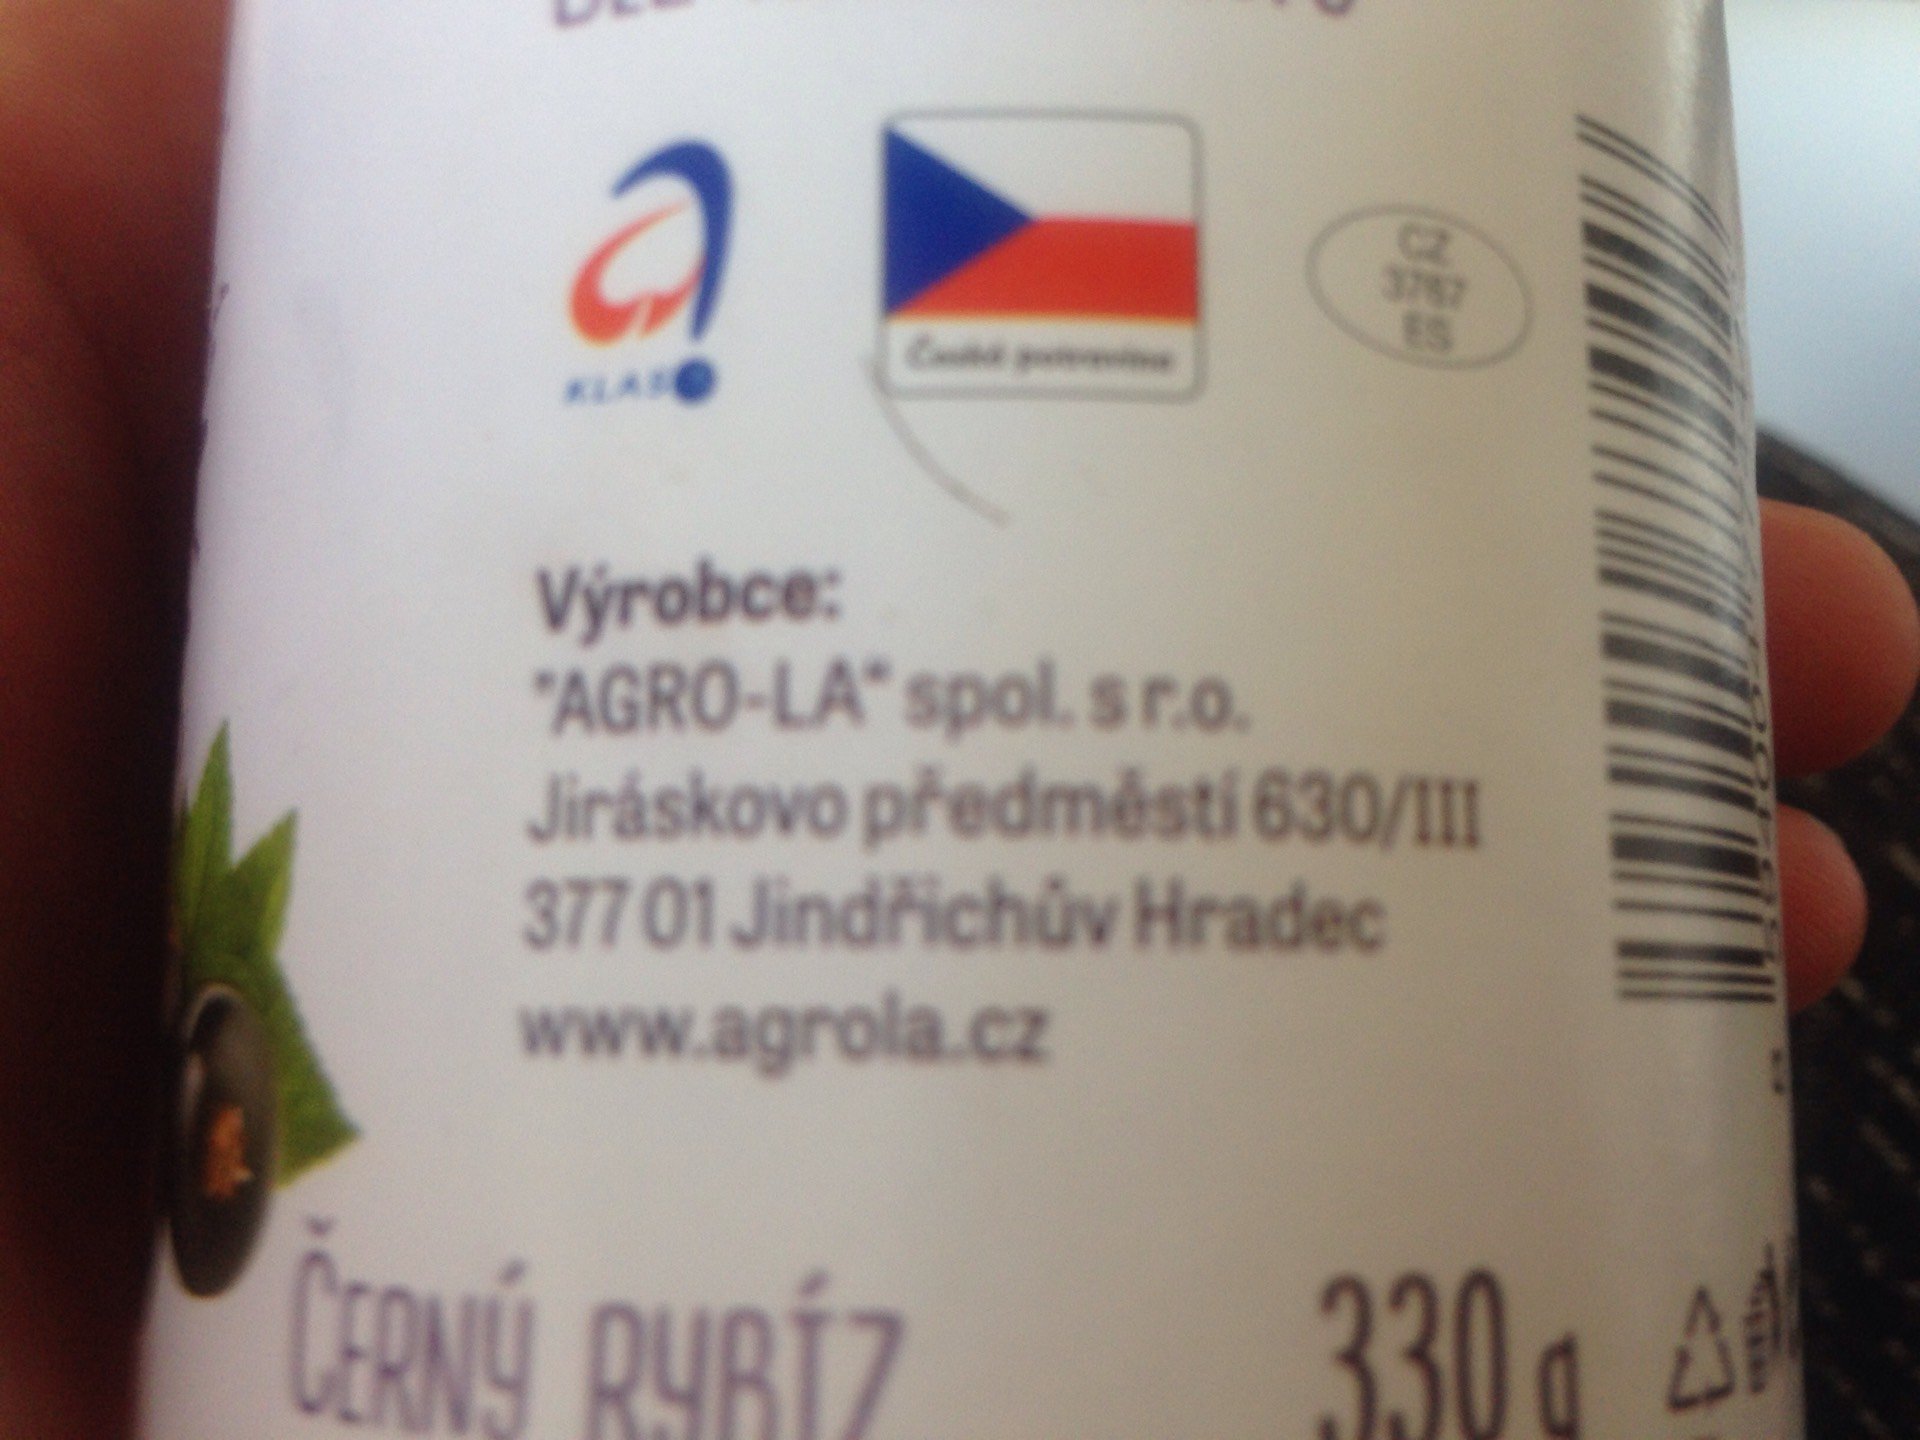 KLASA
České potraviny
CZ
3767
ES
Výrobce:
"AGRO-LA" spol. s r.o.
Jiráskovo předměstí 630/III
377 01 Jindřichův Hradec
www.agrola.cz
ČERNÝ RYBÍZ
330 g